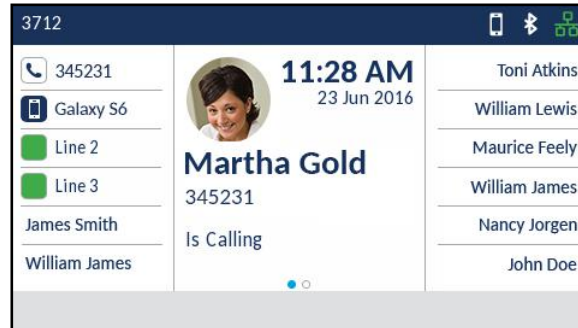 3712
345231
Galaxy S6
Line 2
Line 3
James Smith
William James
11:28 AM
23 Jun 2016
Martha Gold
345231
Is Calling
Toni Atkins
William Lewis
Maurice Feely
William James
Nancy Jorgen
John Doe